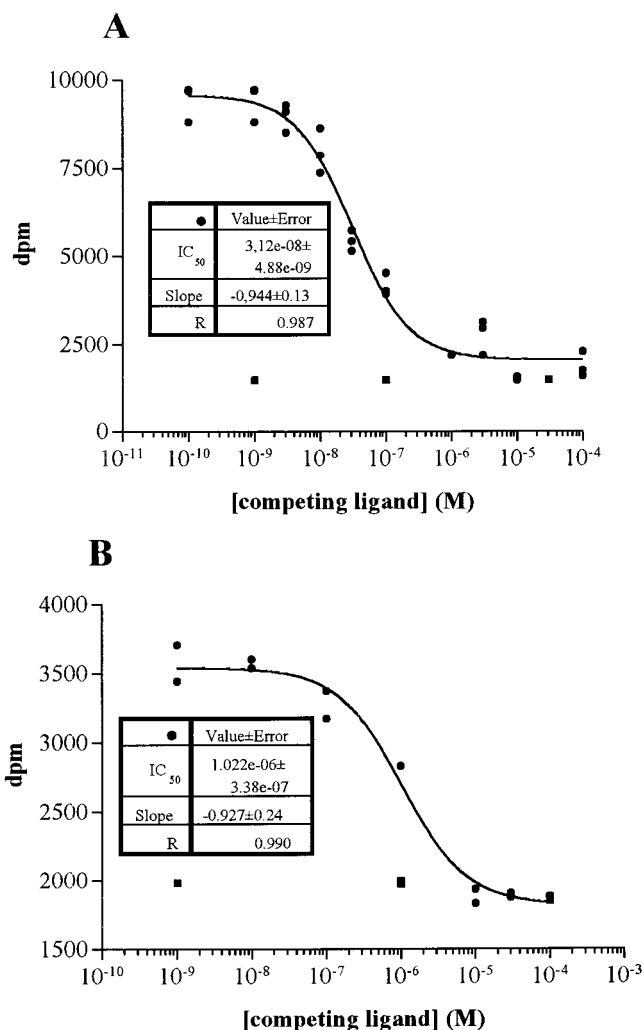 A
10000
7500
5000
2500
0
dpm
● Value±Error
IC50 3,12e-08±
4.88e-09
Slope -0,944±0.13
R 0.987
10-11 10-10 10-9 10-8 10-7 10-6 10-5 10-4
[competing ligand] (M)
B
4000
3500
3000
2500
2000
1500
dpm
● Value±Error
IC50 1.022e-06±
3.38e-07
Slope -0.927±0.24
R 0.990
10-10 10-9 10-8 10-7 10-6 10-5 10-4 10-3
[competing ligand] (M)